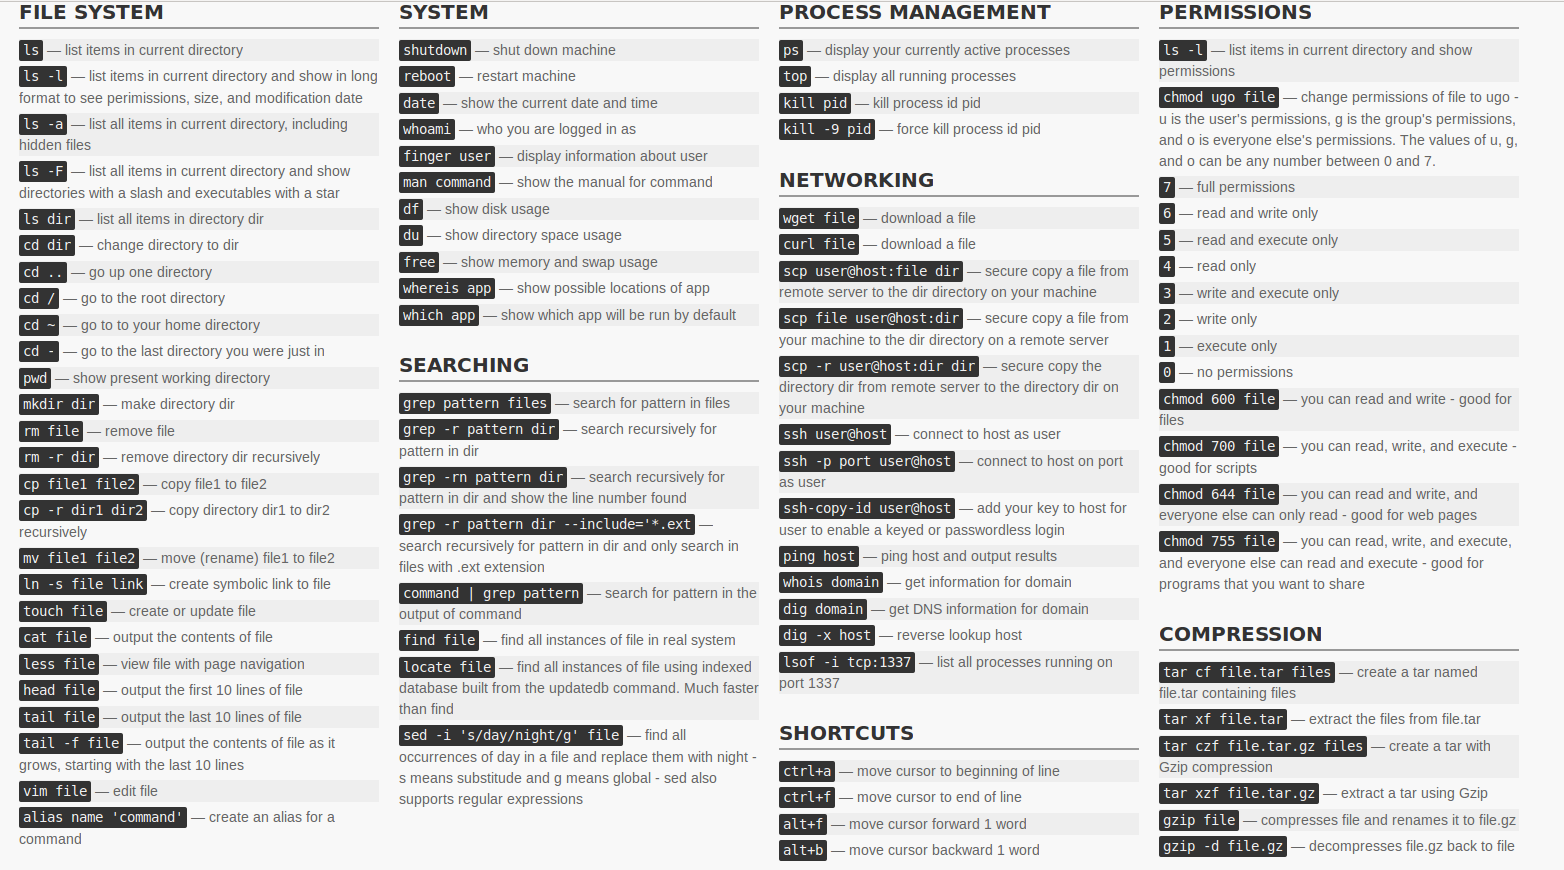 FILE SYSTEM
ls — list items in current directory
ls -l — list items in current directory and show in long
format to see perimissions, size, and modification date
ls -a — list all items in current directory, including
hidden files
ls -F — list all items in current directory and show
directories with a slash and executables with a star
ls dir — list all items in directory dir
cd dir — change directory to dir
cd .. — go up one directory
cd / — go to the root directory
cd ~ — go to to your home directory
cd - — go to the last directory you were just in
pwd — show present working directory
mkdir dir — make directory dir
rm file — remove file
rm -r dir — remove directory dir recursively
cp file1 file2 — copy file1 to file2
cp -r dir1 dir2 — copy directory dir1 to dir2
recursively
mv file1 file2 — move (rename) file1 to file2
ln -s file link — create symbolic link to file
touch file — create or update file
cat file — output the contents of file
less file — view file with page navigation
head file — output the first 10 lines of file
tail file — output the last 10 lines of file
tail -f file — output the contents of file as it
grows, starting with the last 10 lines
vim file — edit file
alias name 'command' — create an alias for a
command
SYSTEM
shutdown — shut down machine
reboot — restart machine
date — show the current date and time
whoami — who you are logged in as
finger user — display information about user
man command — show the manual for command
df — show disk usage
du — show directory space usage
free — show memory and swap usage
whereis app — show possible locations of app
which app — show which app will be run by default
SEARCHING
grep pattern files — search for pattern in files
grep -r pattern dir — search recursively for
pattern in dir
grep -rn pattern dir — search recursively for
pattern in dir and show the line number found
grep -r pattern dir --include='*.ext —
search recursively for pattern in dir and only search in
files with .ext extension
command | grep pattern — search for pattern in the
output of command
find file — find all instances of file in real system
locate file — find all instances of file using indexed
database built from the updatedb command. Much faster
than find
sed -i 's/day/night/g' file — find all
occurrences of day in a file and replace them with night -
s means substitude and g means global - sed also
supports regular expressions
PROCESS MANAGEMENT
ps — display your currently active processes
top — display all running processes
kill pid — kill process id pid
kill -9 pid — force kill process id pid
NETWORKING
wget file — download a file
curl file — download a file
scp user@host:file dir — secure copy a file from
remote server to the dir directory on your machine
scp file user@host:dir — secure copy a file from
your machine to the dir directory on a remote server
scp -r user@host:dir dir — secure copy the
directory dir from remote server to the directory dir on
your machine
ssh user@host — connect to host as user
ssh -p port user@host — connect to host on port
as user
ssh-copy-id user@host — add your key to host for
user to enable a keyed or passwordless login
ping host — ping host and output results
whois domain — get information for domain
dig domain — get DNS information for domain
dig -x host — reverse lookup host
lsof -i tcp:1337 — list all processes running on
port 1337
SHORTCUTS
ctrl+a — move cursor to beginning of line
ctrl+f — move cursor to end of line
alt+f — move cursor forward 1 word
alt+b — move cursor backward 1 word
PERMISSIONS
ls -l — list items in current directory and show
permissions
chmod ugo file — change permissions of file to ugo -
u is the user's permissions, g is the group's permissions,
and o is everyone else's permissions. The values of u, g,
and o can be any number between 0 and 7.
7 — full permissions
6 — read and write only
5 — read and execute only
4 — read only
3 — write and execute only
2 — write only
1 — execute only
0 — no permissions
chmod 600 file — you can read and write - good for
files
chmod 700 file — you can read, write, and execute -
good for scripts
chmod 644 file — you can read and write, and
everyone else can only read - good for web pages
chmod 755 file — you can read, write, and execute,
and everyone else can read and execute - good for
programs that you want to share
COMPRESSION
tar cf file.tar files — create a tar named
file.tar containing files
tar xf file.tar — extract the files from file.tar
tar czf file.tar.gz files — create a tar with
Gzip compression
tar xzf file.tar.gz — extract a tar using Gzip
gzip file — compresses file and renames it to file.gz
gzip -d file.gz — decompresses file.gz back to file